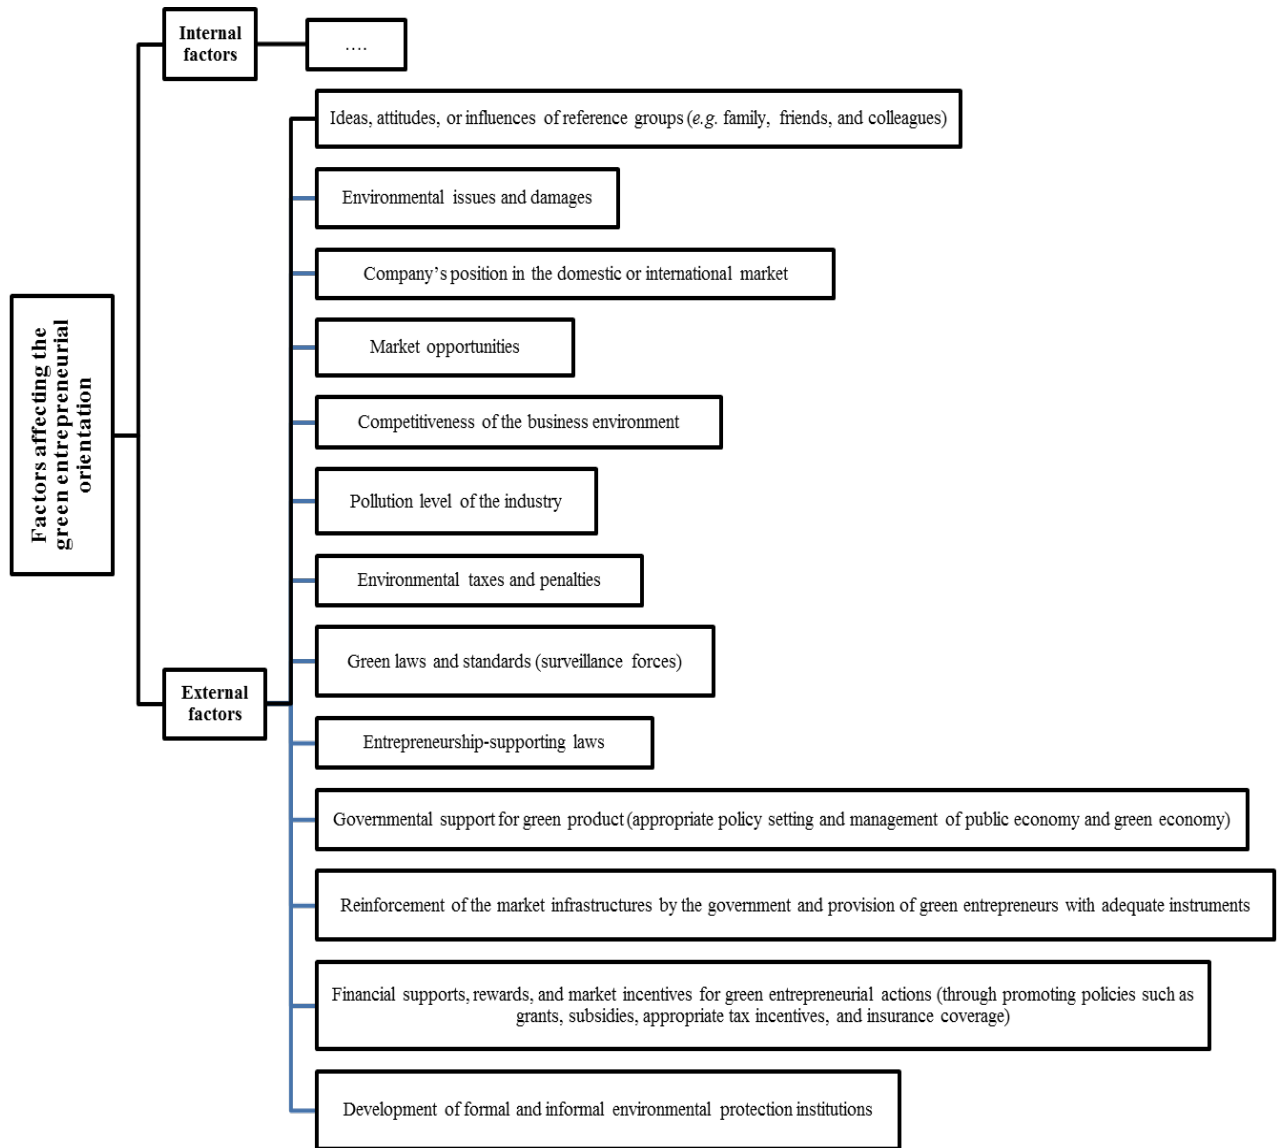 Internal
factors
....
Ideas, attitudes, or influences of reference groups (e.g. family, friends, and colleagues)
Environmental issues and damages
Company’s position in the domestic or international market
Market opportunities
Factors affecting the
green entrepreneurial
orientation
Competitiveness of the business environment
Pollution level of the industry
Environmental taxes and penalties
Green laws and standards (surveillance forces)
External
factors
Entrepreneurship-supporting laws
Governmental support for green product (appropriate policy setting and management of public economy and green economy)
Reinforcement of the market infrastructures by the government and provision of green entrepreneurs with adequate instruments
Financial supports, rewards, and market incentives for green entrepreneurial actions (through promoting policies such as
grants, subsidies, appropriate tax incentives, and insurance coverage)
Development of formal and informal environmental protection institutions